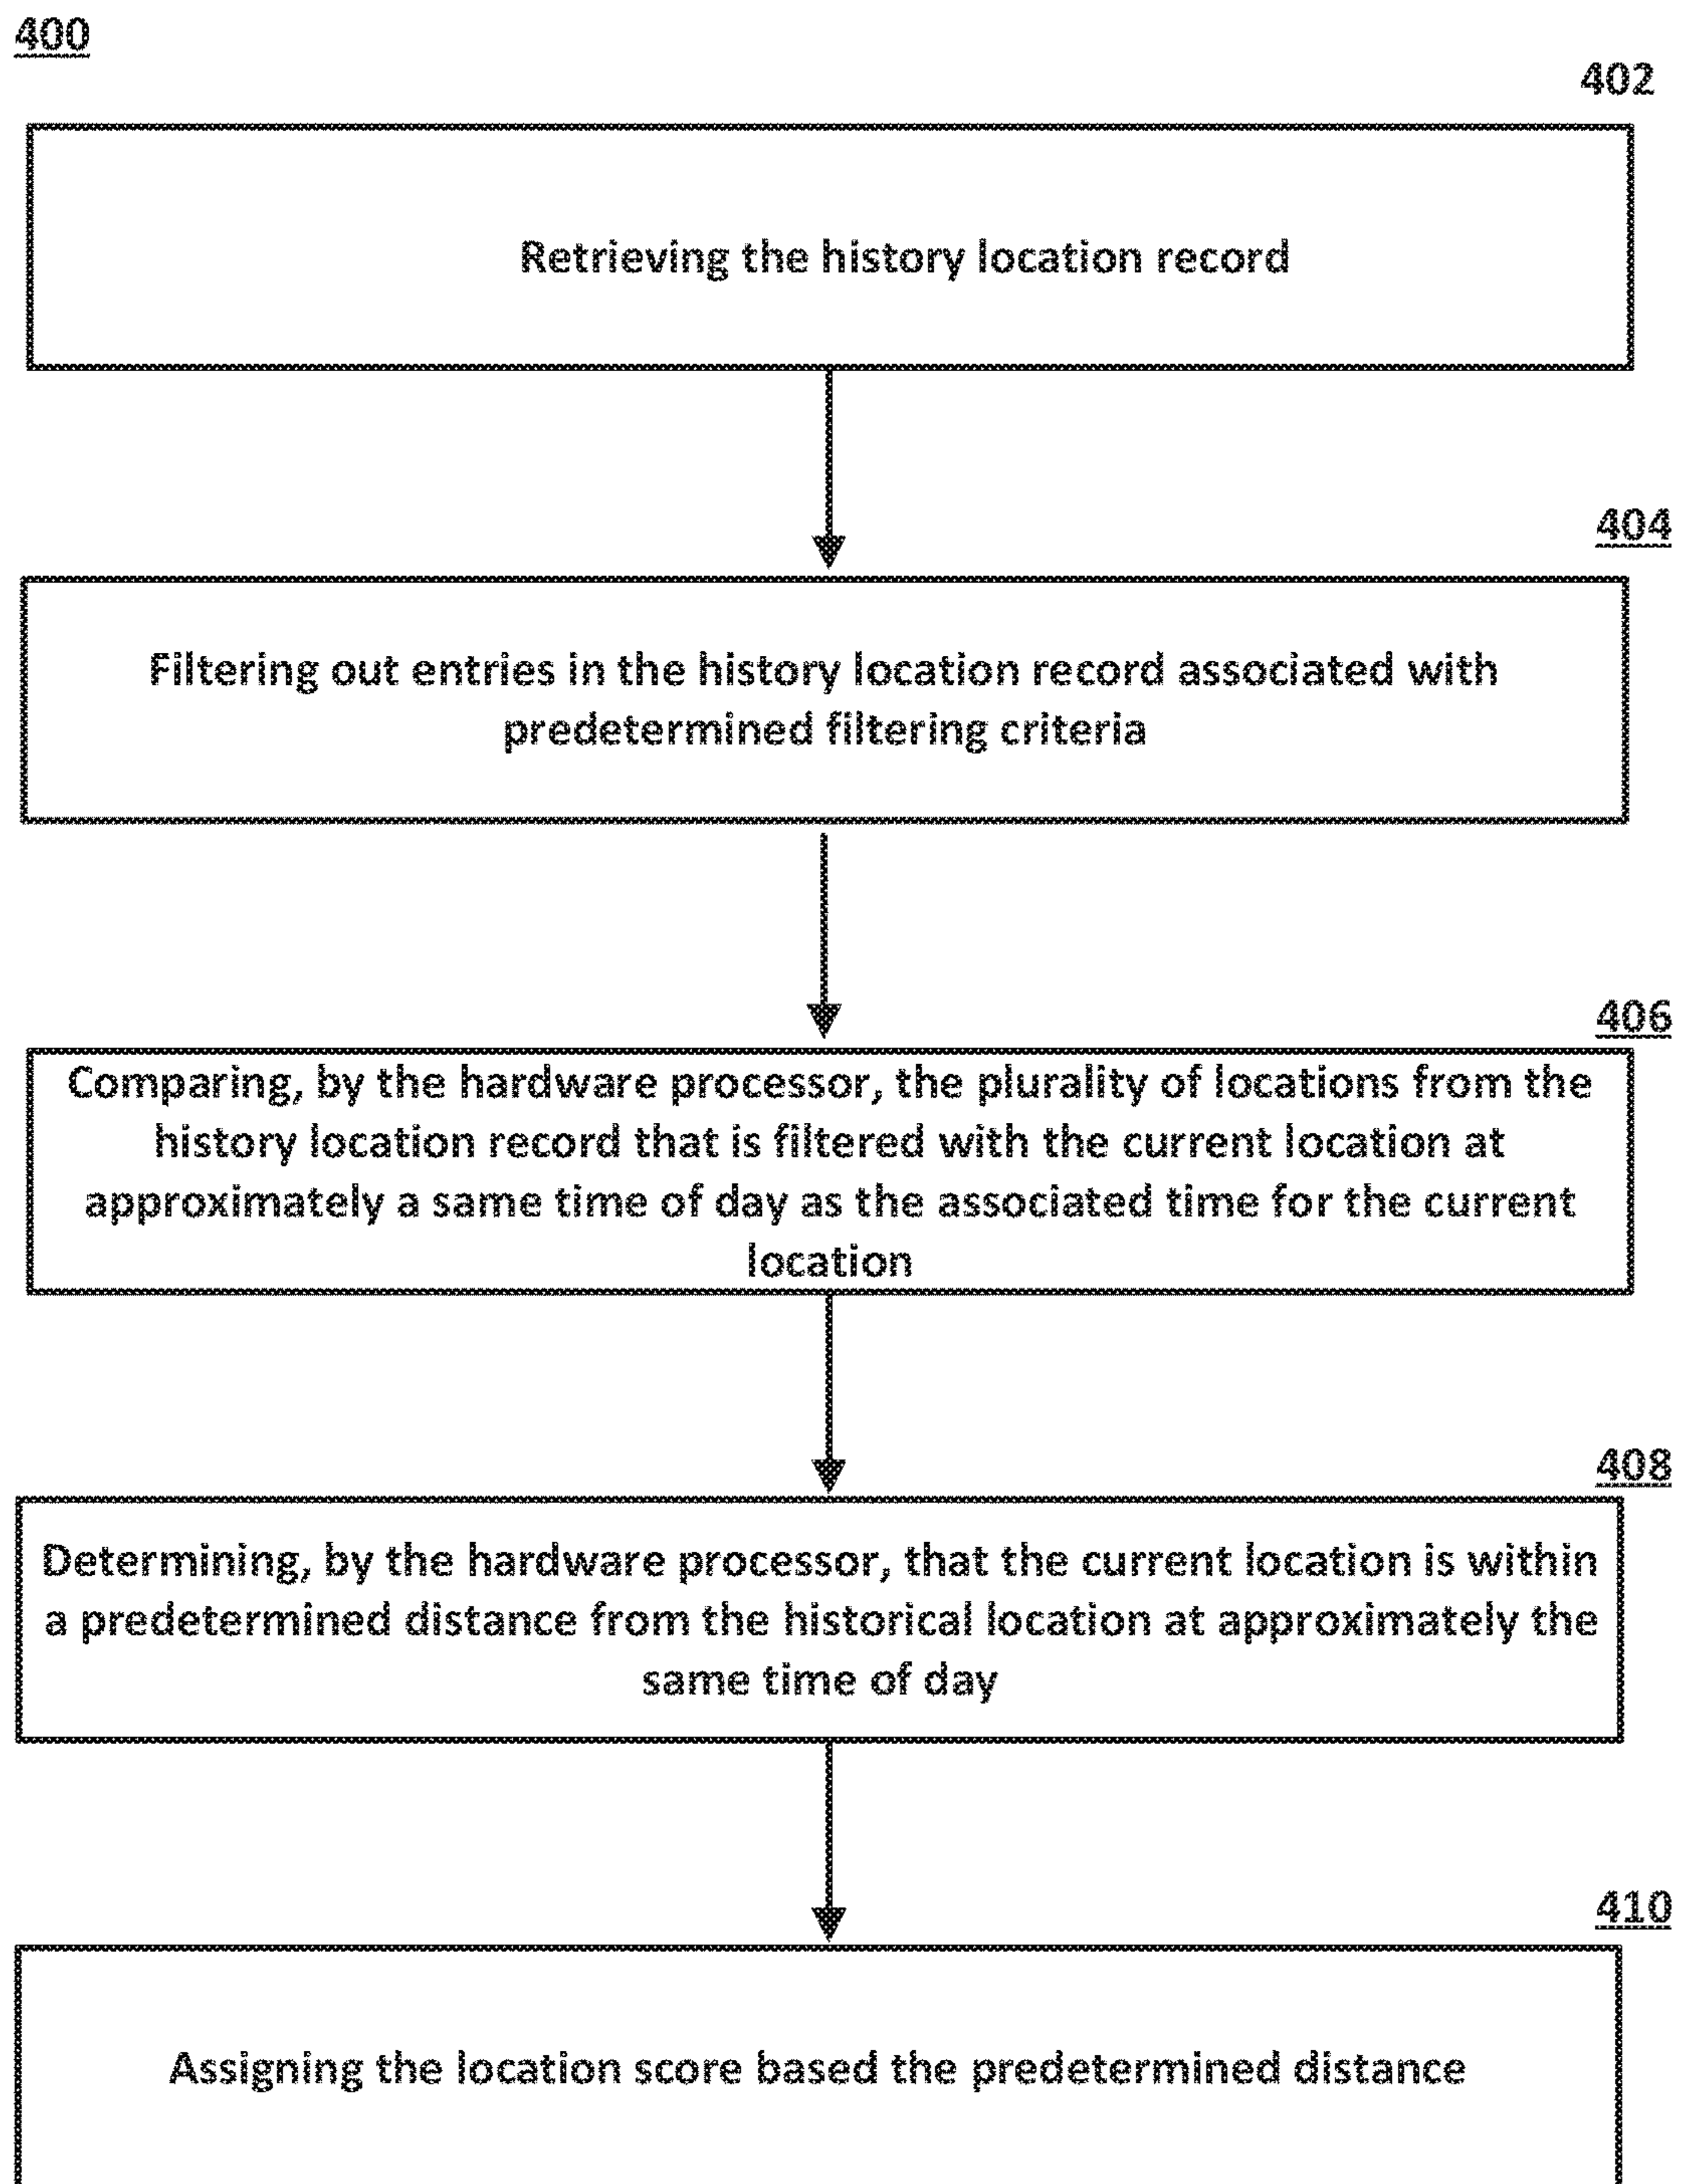 400
402
Retrieving the history location record
404
Filtering out entries in the history location record associated with
predetermined filtering criteria
406
Comparing, by the hardware processor, the plurality of locations from the
history location record that is filtered with the current location at
approximately a same time of day as the associated time for the current
location
408
Determining, by the hardware processor, that the current location is within
a predetermined distance from the historical location at approximately the
same time of day
410
Assigning the location score based the predetermined distance